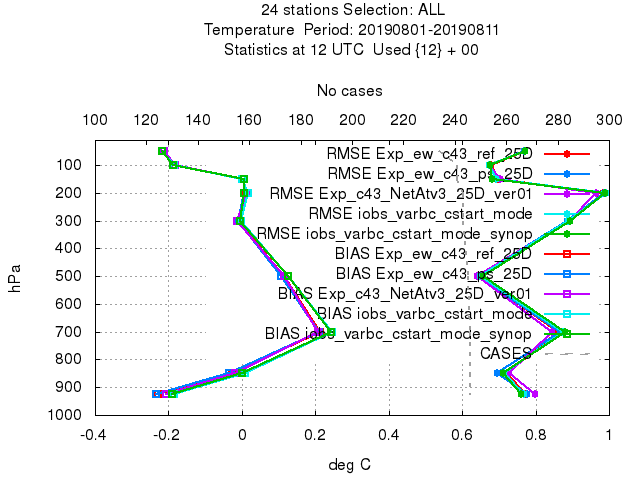 24 stations Selection: ALL
Temperature  Period: 20190801-20190811
Statistics at 12 UTC  Used {12} + 00
No cases
100 120 140 160 180 200 220 240 260 280 300
RMSE Exp_ew_c43_ref_25D
100
RMSE Exp_ew_c43_ps_25D
200
RMSE Exp_c43_NetAtv3_25D_ver01
RMSE iobs_varbc_cstart_mode
300
RMSE iobs_varbc_cstart_mode_synop
400
BIAS Exp_ew_c43_ref_25D
500
BIAS Exp_ew_c43_ps_25D
BIAS Exp_c43_NetAtv3_25D_ver01
600
BIAS iobs_varbc_cstart_mode
700
BIAS iobs_varbc_cstart_mode_synop
800
CASES
900
1000
hPa
-0.4 -0.2 0 0.2 0.4 0.6 0.8 1
deg C